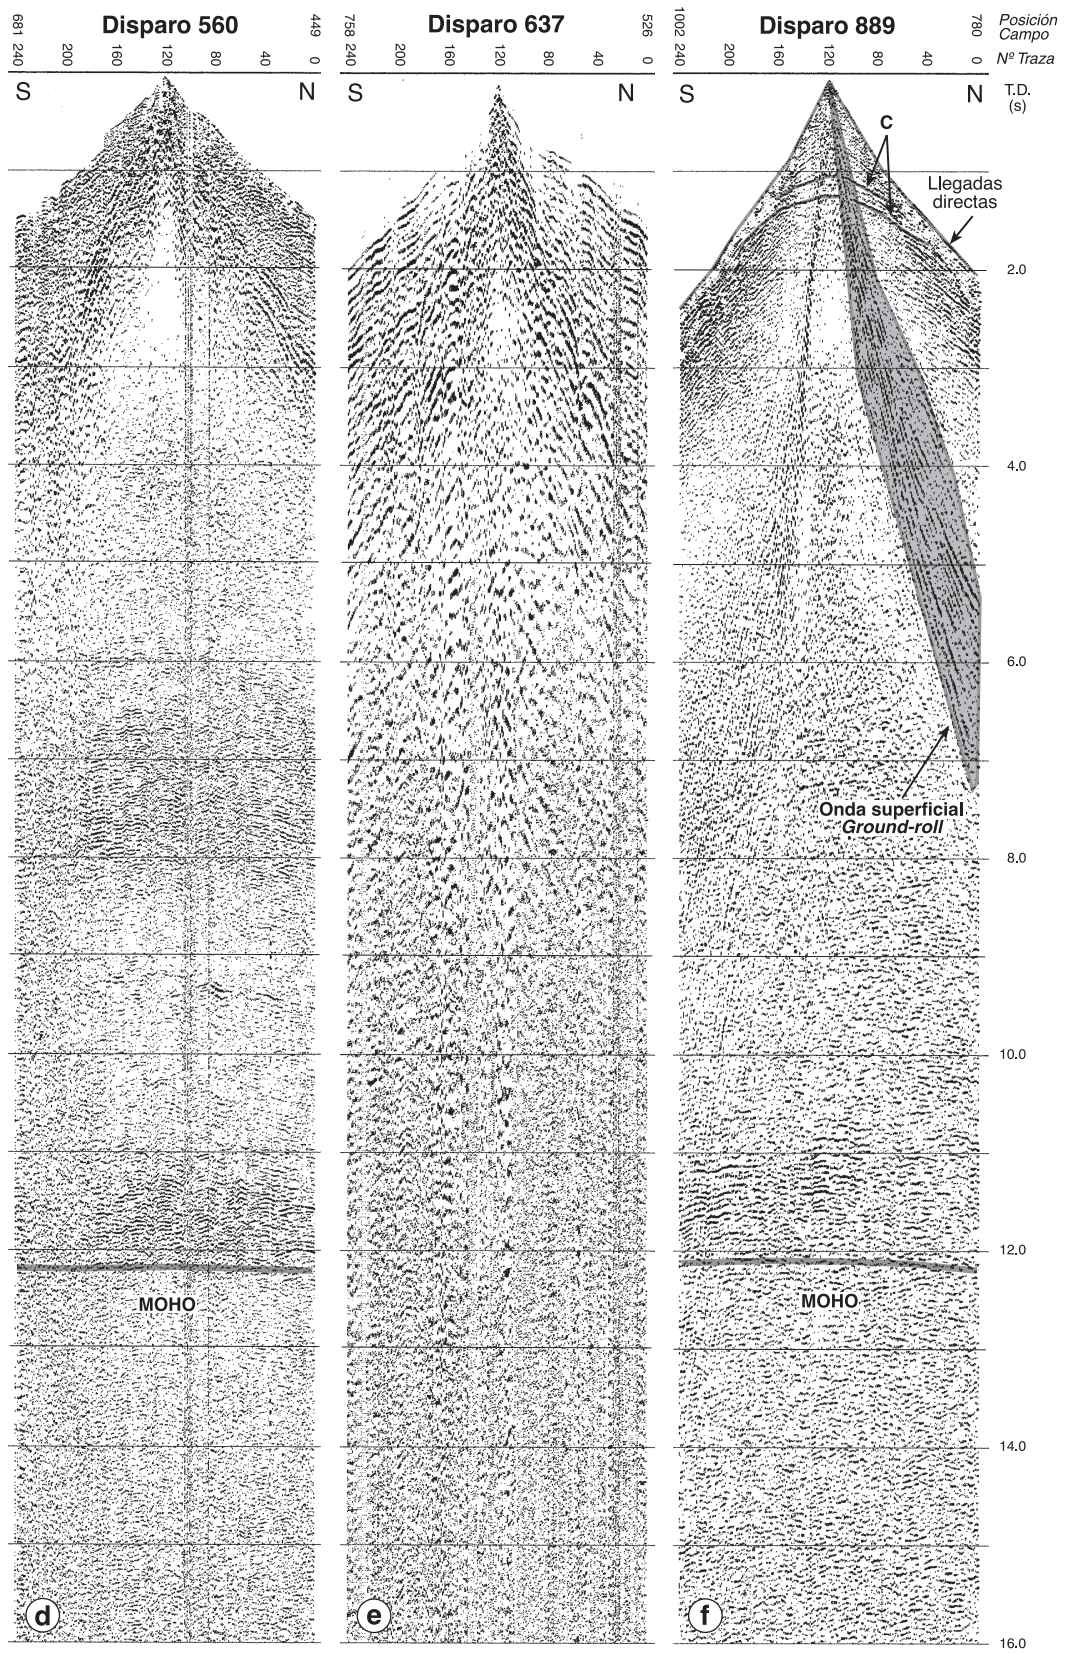 Disparo 560
681
449
240 200 160 120 80 40 0
S N
Disparo 637
758
526
240 200 160 120 80 40 0
S N
Disparo 889
1002
780
240 200 160 120 80 40 0
S N
Posición
Campo
Nº Traza
T.D.
(s)
C
Llegadas
directas
2.0
4.0
6.0
Onda superficial
Ground-roll
8.0
10.0
12.0
MOHO
MOHO
14.0
d
e
f
16.0